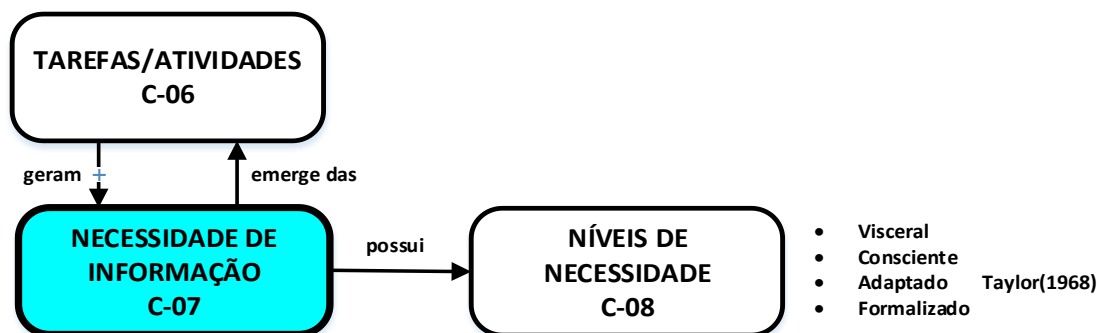 TAREFAS/ATIVIDADES
C-06
geram +
emerge das
NECESSIDADE DE
INFORMAÇÃO
C-07
possui
NÍVEIS DE
NECESSIDADE
C-08
• Visceral
• Consciente
• Adaptado Taylor(1968)
• Formalizado